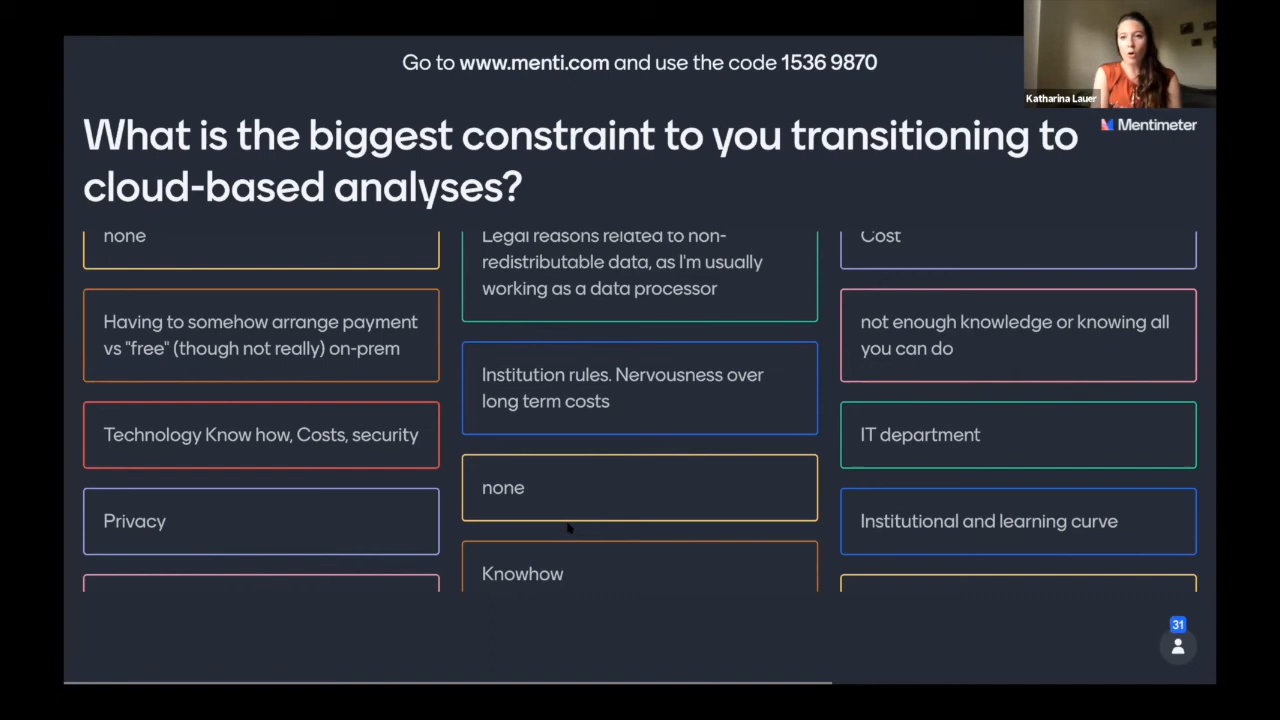 Go to www.menti.com and use the code 1536 9870
Katharina Lauer
Mentimeter
What is the biggest constraint to you transitioning to
cloud-based analyses?
none
Having to somehow arrange payment
vs "free" (though not really) on-prem
Technology Know how, Costs, security
Privacy
Legal reasons related to non-
redistributable data, as I'm usually
working as a data processor
Institution rules. Nervousness over
long term costs
none
Knowhow
Cost
not enough knowledge or knowing all
you can do
IT department
Institutional and learning curve
31